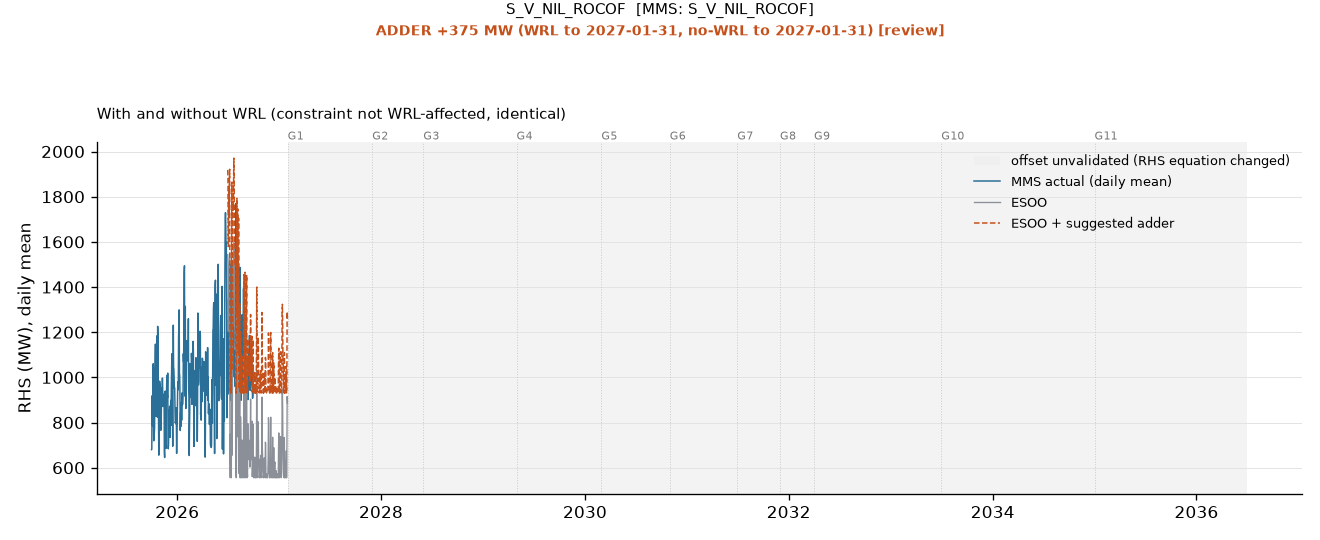 S_V_NIL_ROCOF  [MMS: S_V_NIL_ROCOF]
ADDER +375 MW (WRL to 2027-01-31, no-WRL to 2027-01-31) [review]
With and without WRL (constraint not WRL-affected, identical)
G1 G2 G3 G4 G5 G6 G7 G8 G9 G10 G11
offset unvalidated (RHS equation changed)
MMS actual (daily mean)
ESOO
ESOO + suggested adder
RHS (MW), daily mean
2000
1800
1600
1400
1200
1000
800
600
2026 2028 2030 2032 2034 2036